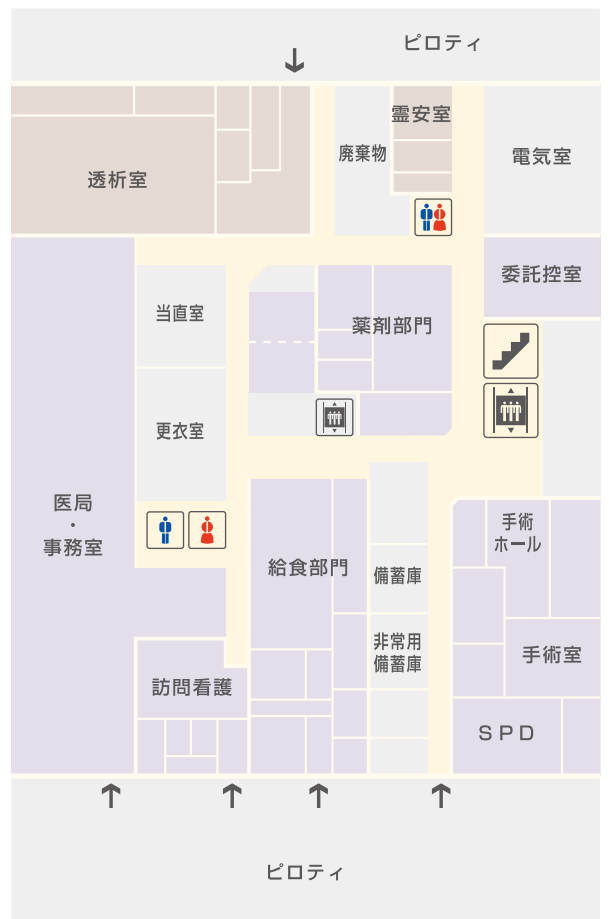 ピロティ
霊安室
廃棄物
電気室
透析室
委託控室
当直室
薬剤部門
更衣室
医局
・
事務室
手術
ホール
給食部門
備蓄庫
非常用
備蓄庫
手術室
訪問看護
ＳＰＤ
ピロティ